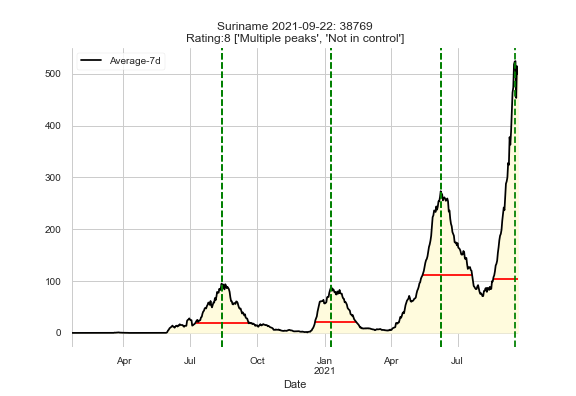 Suriname 2021-09-22: 38769
Rating:8 ['Multiple peaks', 'Not in control']
Average-7d
500
400
300
200
100
0
Apr
Jul
Oct
Jan
2021
Apr
Jul
Date